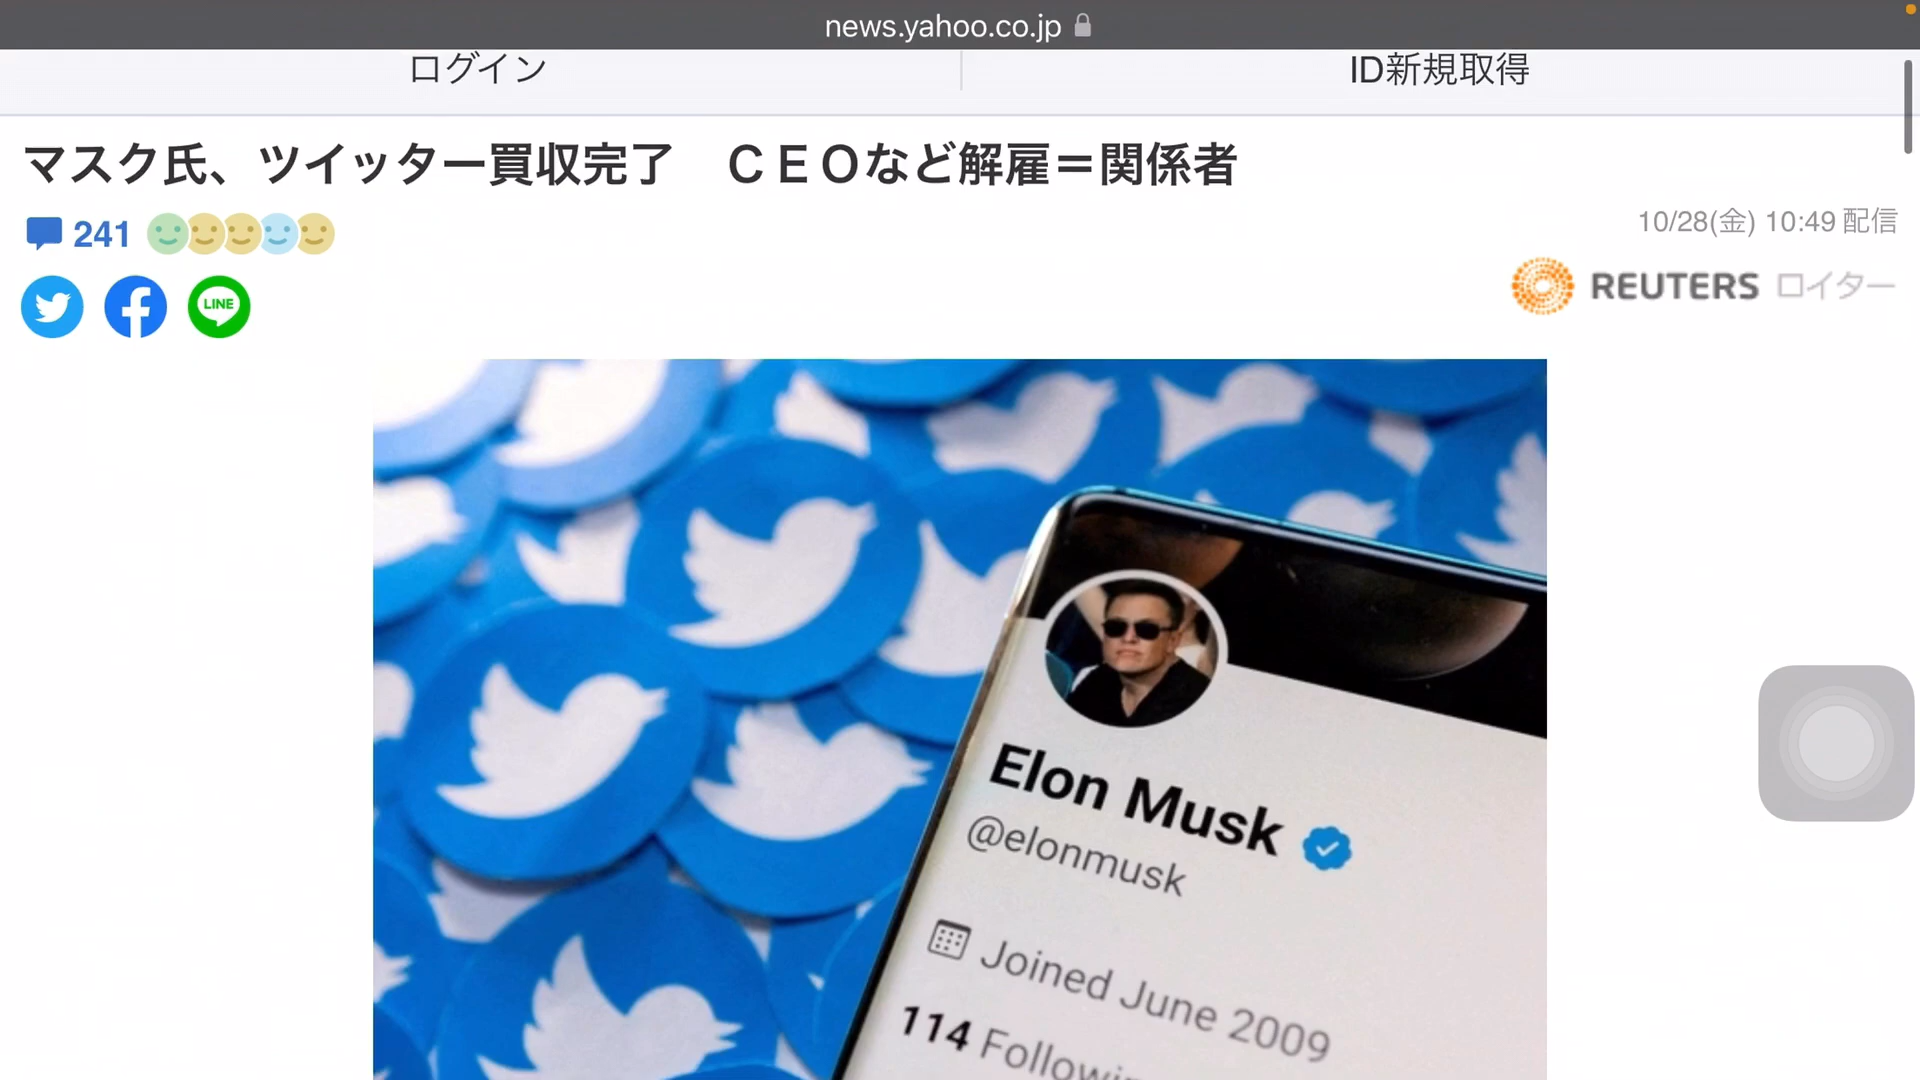 news.yahoo.co.jp
ログイン
ID新規取得
マスク氏、ツイッター買収完了　ＣＥＯなど解雇＝関係者
241
10/28(金) 10:49 配信
LINE
REUTERS ロイター
Elon Musk
@elonmusk
Joined June 2009
114 Followi